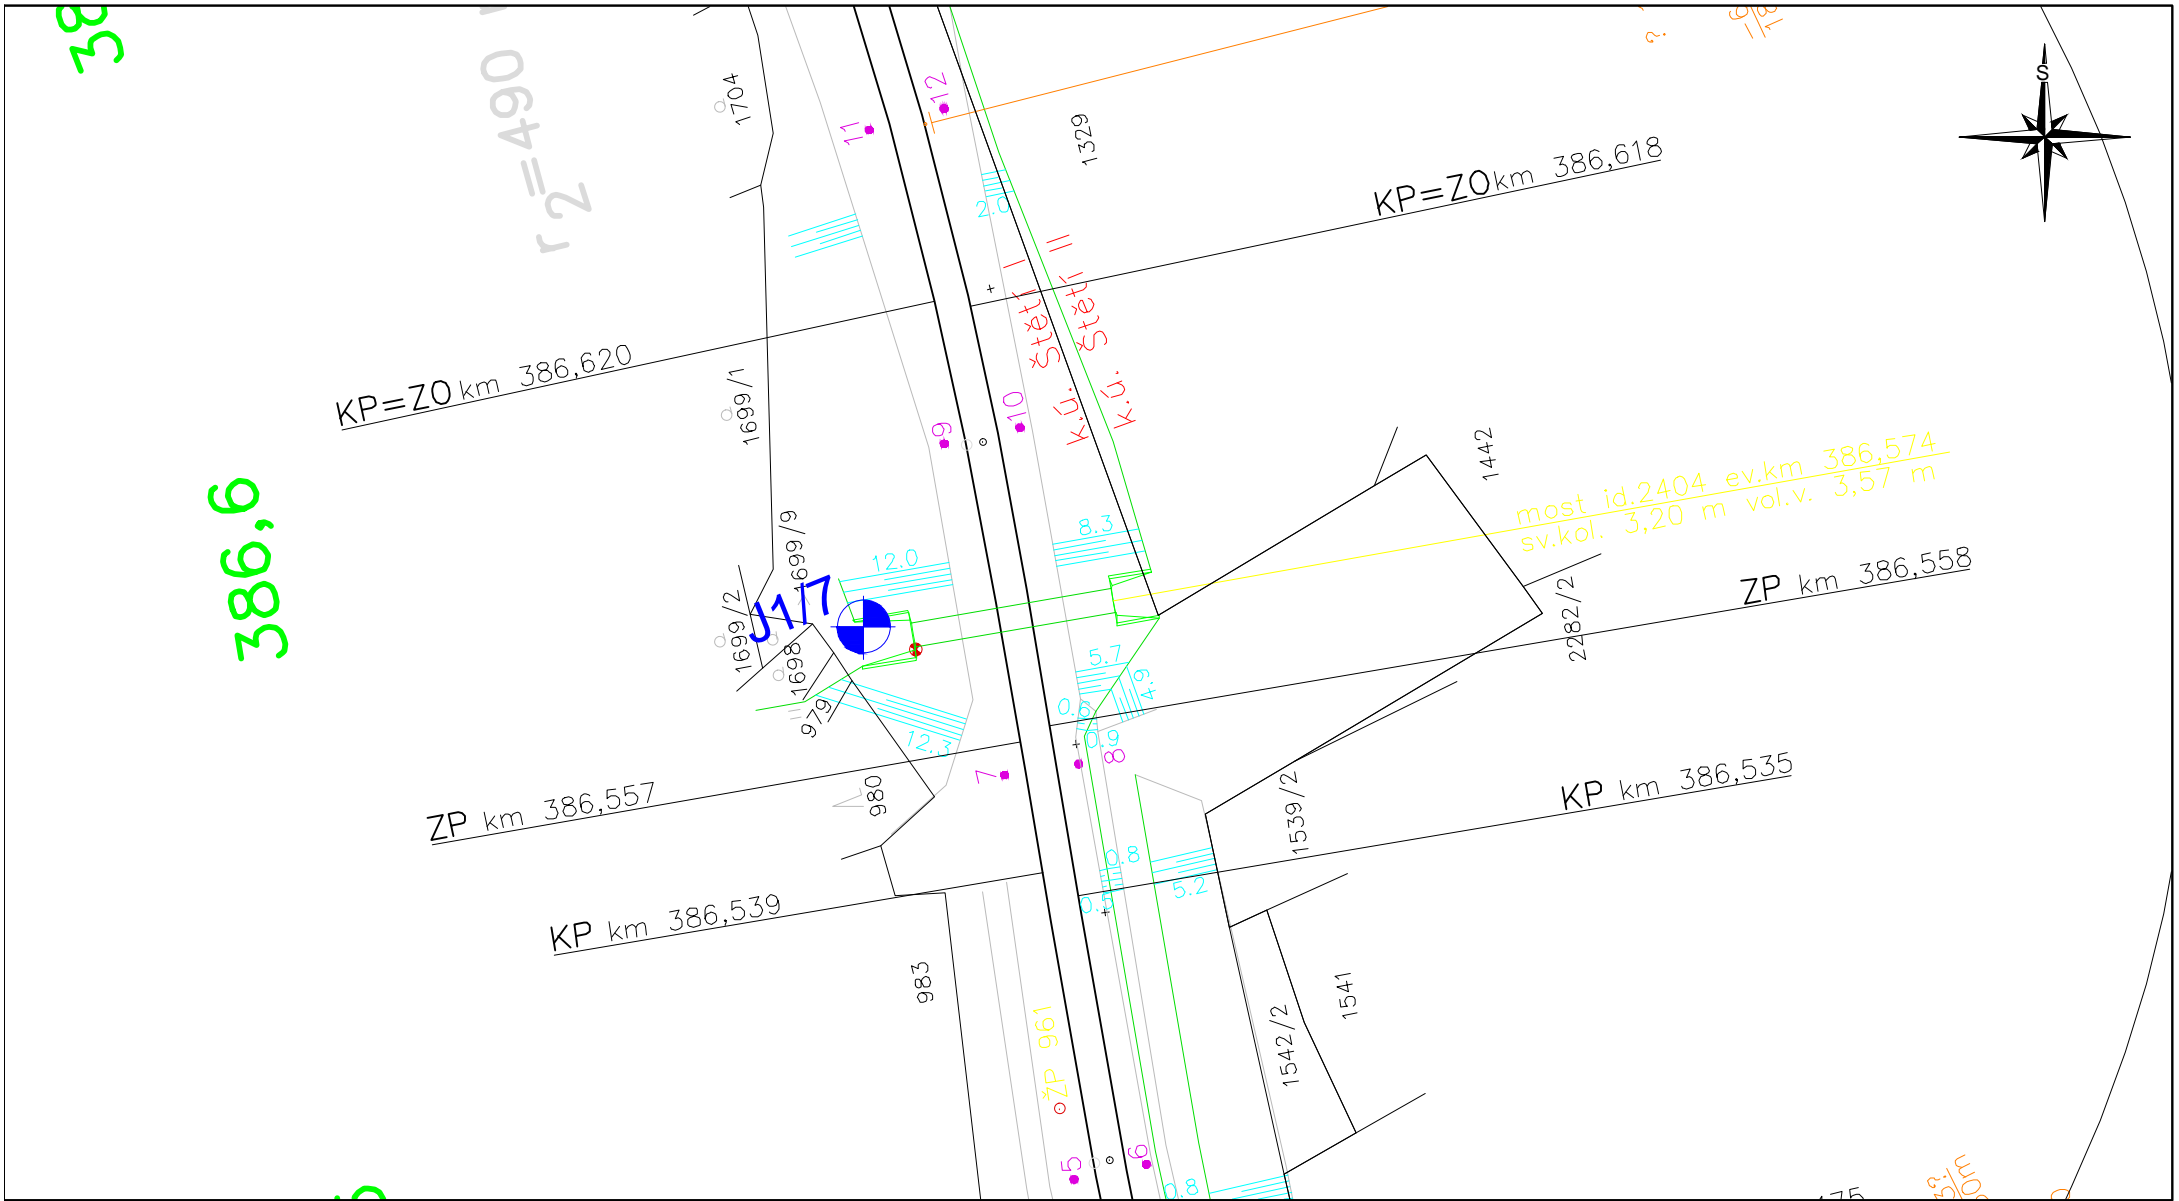 38
r2=490
1704
11
12
1329
S
KP=ZO km 386,618
2.0
k.ú. Štětí I
k.ú. Štětí II
KP=ZO km 386,620
1699/1
9
10
1442
386,6
most id.2404 ev.km 386,574
sv.kol. 3,20 m vol.v. 3,57 m
8.3
12.0
1699/9
J1/7
1699/2
1698
979
ZP km 386,558
2282/2
5.7
4.9
0.6
0.9
12.3
7
8
980
ZP km 386,557
KP km 386,535
1539/2
0.8
5.2
0.5
KP km 386,539
983
1541
1542/2
ŽP 961
5
6
0.8